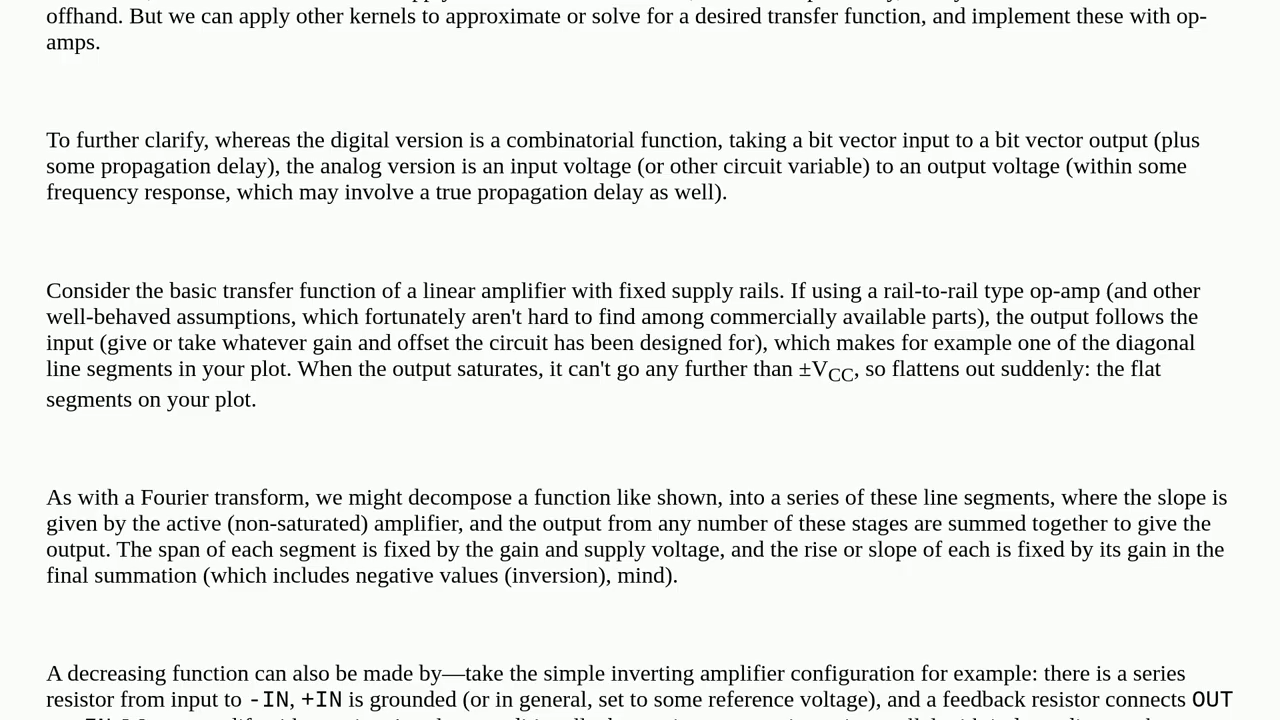 offhand. But we can apply other kernels to approximate or solve for a desired transfer function, and implement these with op-
amps.
To further clarify, whereas the digital version is a combinatorial function, taking a bit vector input to a bit vector output (plus
some propagation delay), the analog version is an input voltage (or other circuit variable) to an output voltage (within some
frequency response, which may involve a true propagation delay as well).
Consider the basic transfer function of a linear amplifier with fixed supply rails. If using a rail-to-rail type op-amp (and other
well-behaved assumptions, which fortunately aren't hard to find among commercially available parts), the output follows the
input (give or take whatever gain and offset the circuit has been designed for), which makes for example one of the diagonal
line segments in your plot. When the output saturates, it can't go any further than ±VCC, so flattens out suddenly: the flat
segments on your plot.
As with a Fourier transform, we might decompose a function like shown, into a series of these line segments, where the slope is
given by the active (non-saturated) amplifier, and the output from any number of these stages are summed together to give the
output. The span of each segment is fixed by the gain and supply voltage, and the rise or slope of each is fixed by its gain in the
final summation (which includes negative values (inversion), mind).
A decreasing function can also be made by—take the simple inverting amplifier configuration for example: there is a series
resistor from input to -IN, +IN is grounded (or in general, set to some reference voltage), and a feedback resistor connects OUT